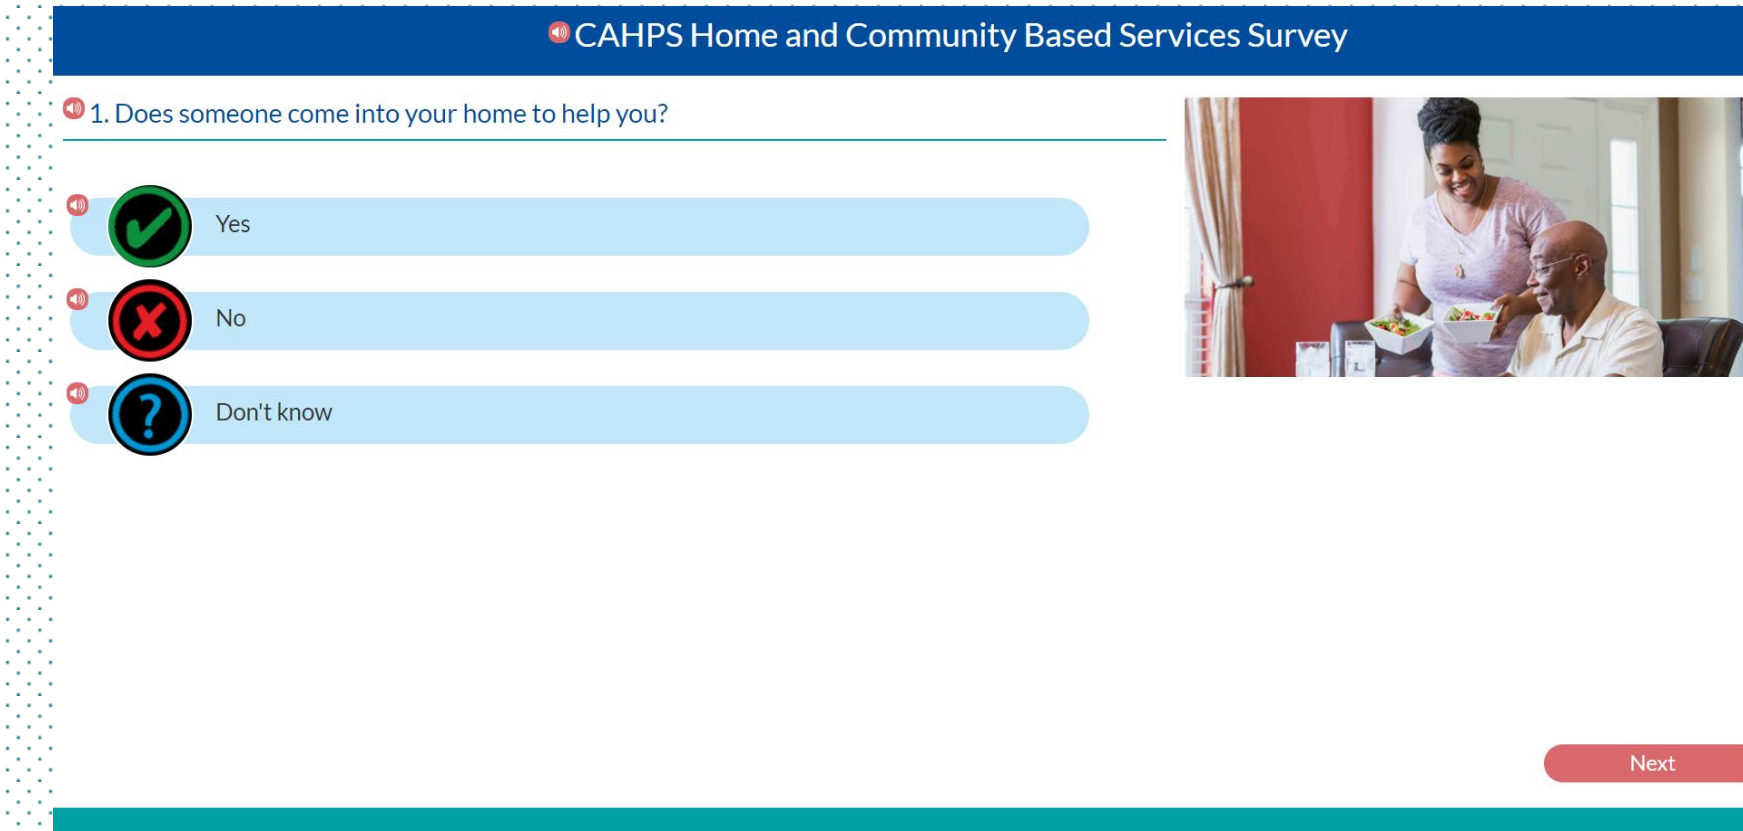 CAHPS Home and Community Based Services Survey
1. Does someone come into your home to help you?
Yes
No
Don't know
Next